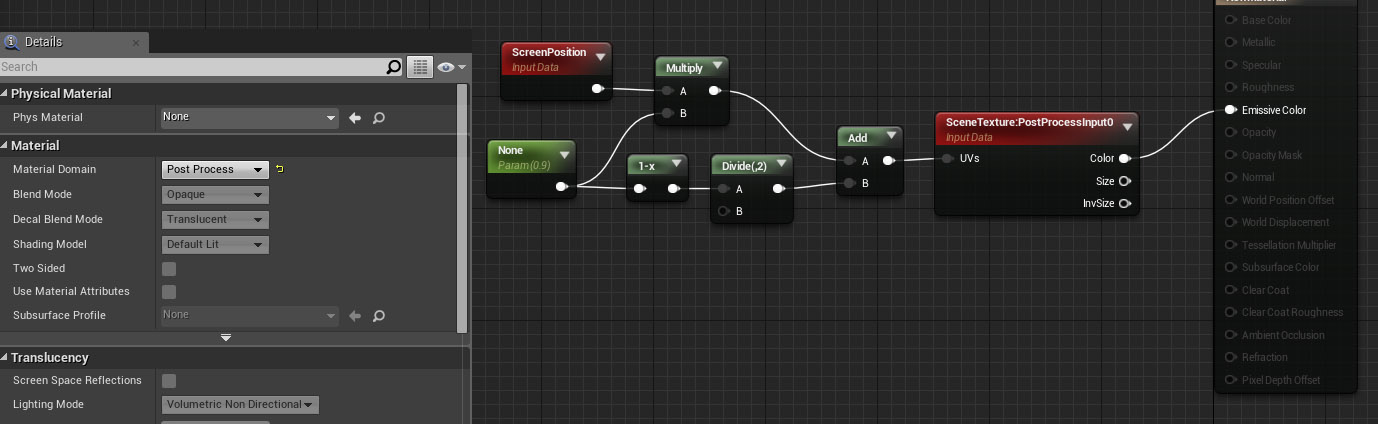 Details
Search
Physical Material
Phys Material
None
Material
Material Domain
Post Process
Blend Mode
Opaque
Decal Blend Mode
Translucent
Shading Model
Default Lit
Two Sided
Use Material Attributes
Subsurface Profile
None
Translucency
Screen Space Reflections
Lighting Mode
Volumetric Non Directional
ScreenPosition
Input Data
Multiply
A
B
None
Param (0.9)
1-x
Divide(,2)
A
B
Add
A
B
SceneTexture:PostProcessInput0
Input Data
UVs
Color
Size
InvSize
Base Color
Metallic
Specular
Roughness
Emissive Color
Opacity
Opacity Mask
Normal
World Position Offset
World Displacement
Tessellation Multiplier
Subsurface Color
Clear Coat
Clear Coat Roughness
Ambient Occlusion
Refraction
Pixel Depth Offset